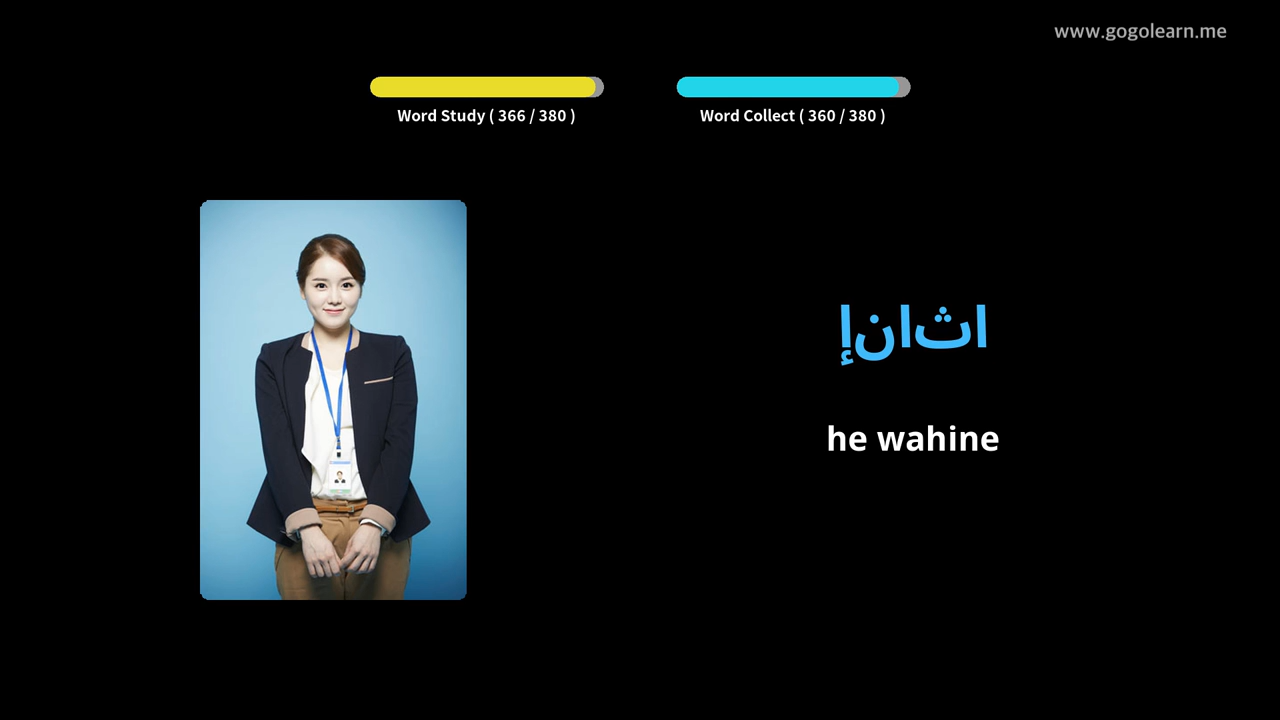 www.gogolearn.me
Word Study ( 366 / 380 )
Word Collect ( 360 / 380 )
اثانإ
he wahine